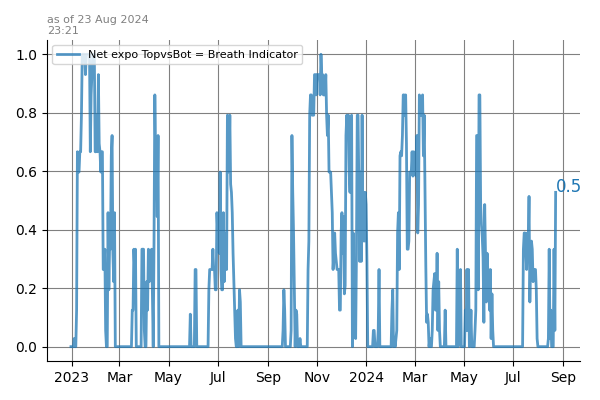 as of 23 Aug 2024
23:21
Net expo TopvsBot = Breath Indicator
1.0
0.8
0.6
0.5
0.4
0.2
0.0
2023 Mar May Jul Sep Nov 2024 Mar May Jul Sep